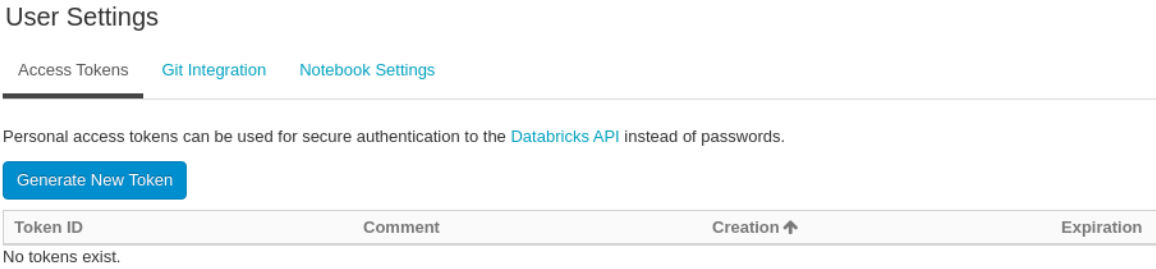 User Settings
Access Tokens Git Integration Notebook Settings
Personal access tokens can be used for secure authentication to the Databricks API instead of passwords.
Generate New Token
Token ID Comment Creation Expiration
No tokens exist.